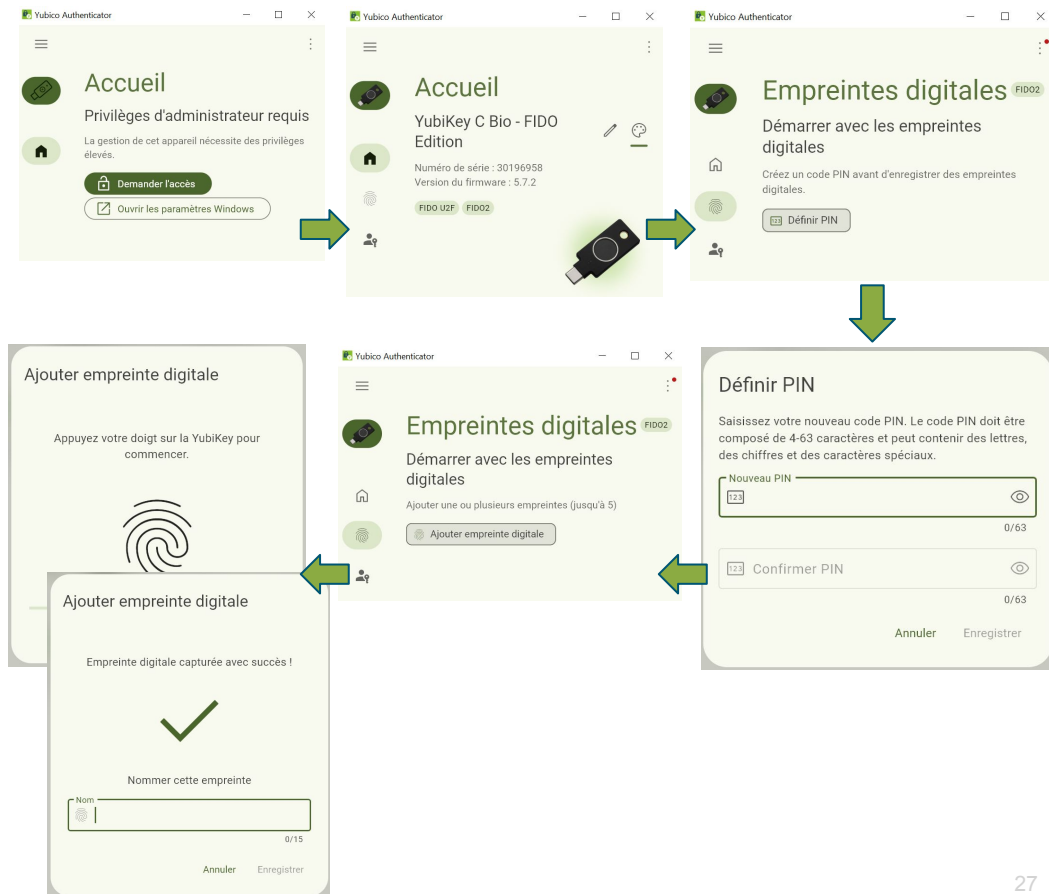 Yubico Authenticator
Accueil
Privilèges d'administrateur requis
La gestion de cet appareil nécessite des privilèges
élevés.
Demander l'accès
Ouvrir les paramètres Windows
Yubico Authenticator
Accueil
YubiKey C Bio - FIDO
Edition
Numéro de série : 30196958
Version du firmware : 5.7.2
FIDO U2F FIDO2
Yubico Authenticator
Empreintes digitales FIDO2
Démarrer avec les empreintes
digitales
Créez un code PIN avant d'enregistrer des empreintes
digitales.
123 Définir PIN
Définir PIN
Saisissez votre nouveau code PIN. Le code PIN doit être
composé de 4-63 caractères et peut contenir des lettres,
des chiffres et des caractères spéciaux.
Nouveau PIN
123
0/63
123 Confirmer PIN
0/63
Annuler Enregistrer
Yubico Authenticator
Empreintes digitales FIDO2
Démarrer avec les empreintes
digitales
Ajouter une ou plusieurs empreintes (jusqu'à 5)
Ajouter empreinte digitale
Ajouter empreinte digitale
Appuyez votre doigt sur la YubiKey pour
commencer.
Ajouter empreinte digitale
Empreinte digitale capturée avec succès !
Nommer cette empreinte
Nom
0/15
Annuler Enregistrer
27